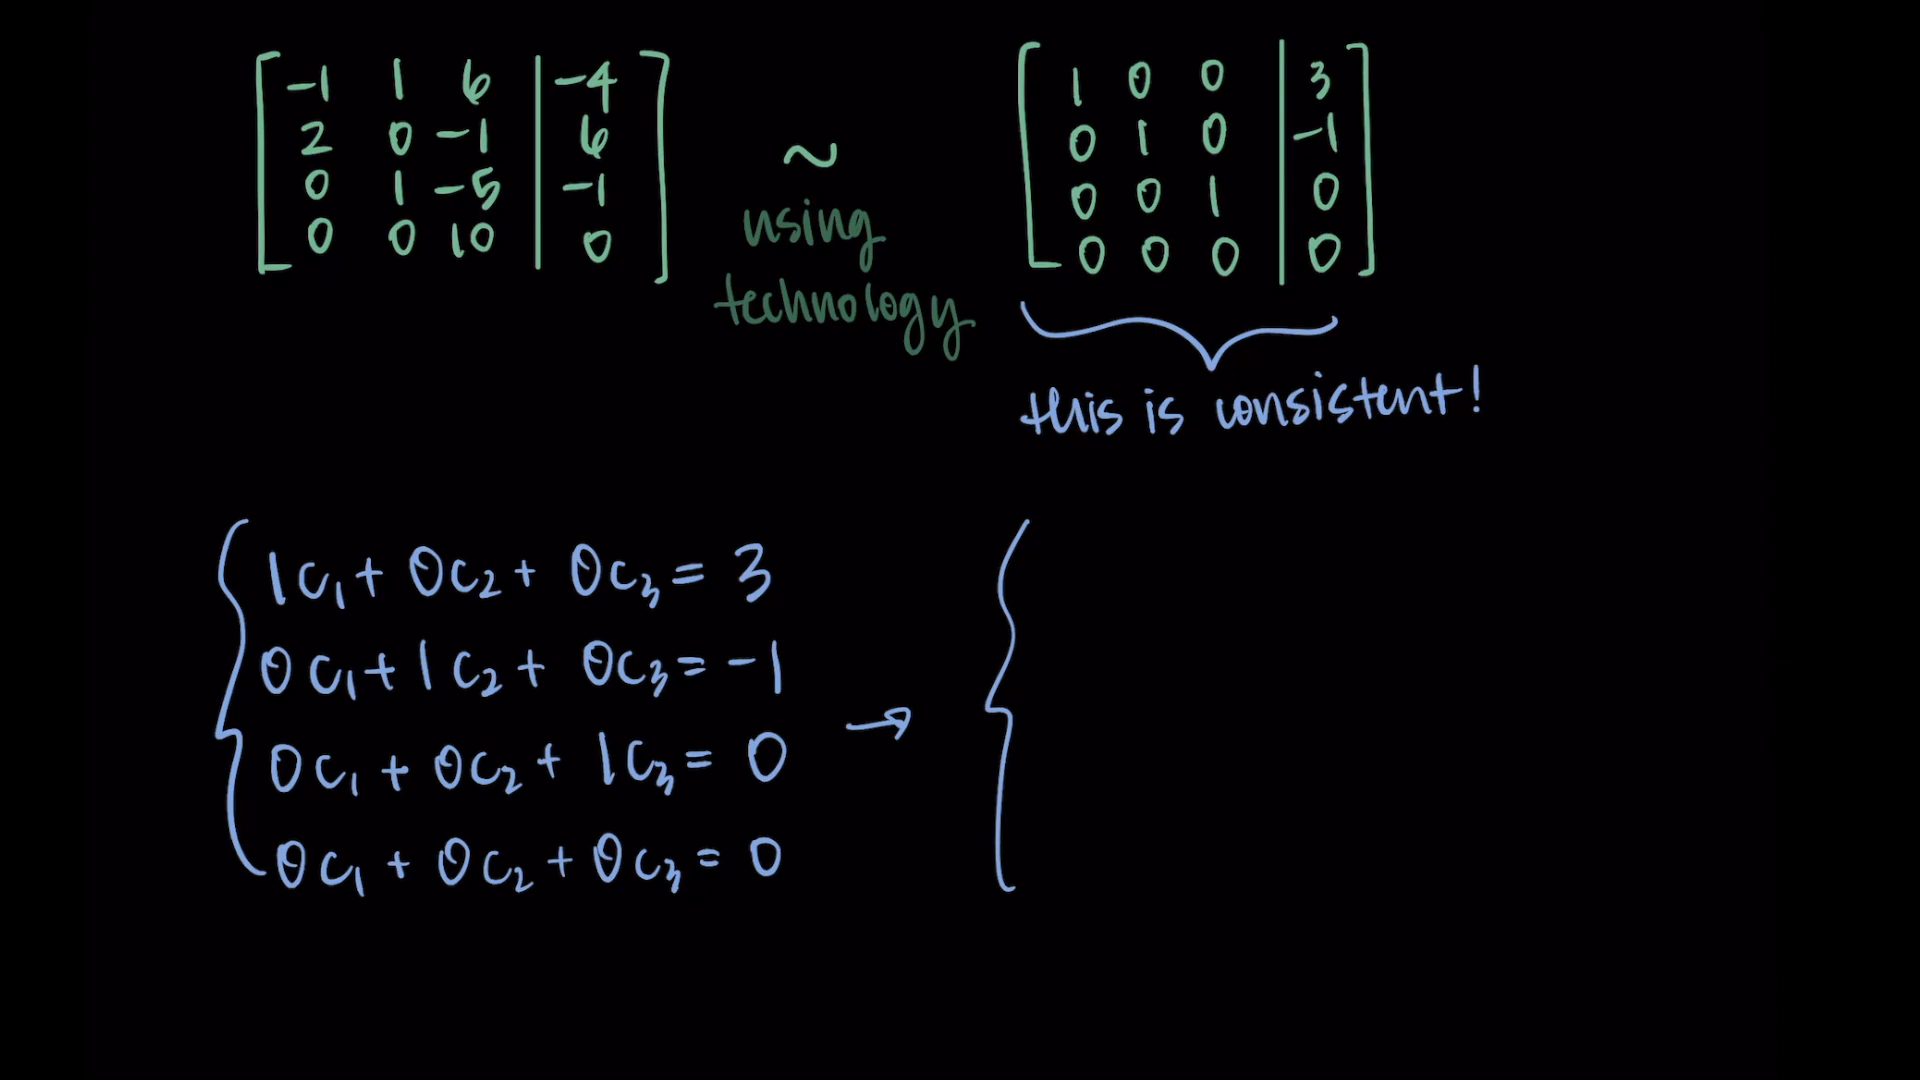 [ -1 1 6 | -4 ]
[ 2 0 -1 | 6 ]
[ 0 1 -5 | -1 ]
[ 0 0 10 | 0 ]
~
using
technology
[ 1 0 0 | 3 ]
[ 0 1 0 | -1 ]
[ 0 0 1 | 0 ]
[ 0 0 0 | 0 ]
this is consistent!
{ 1c₁ + 0c₂ + 0c₃ = 3
0c₁ + 1c₂ + 0c₃ = -1
0c₁ + 0c₂ + 1c₃ = 0
0c₁ + 0c₂ + 0c₃ = 0
→ {